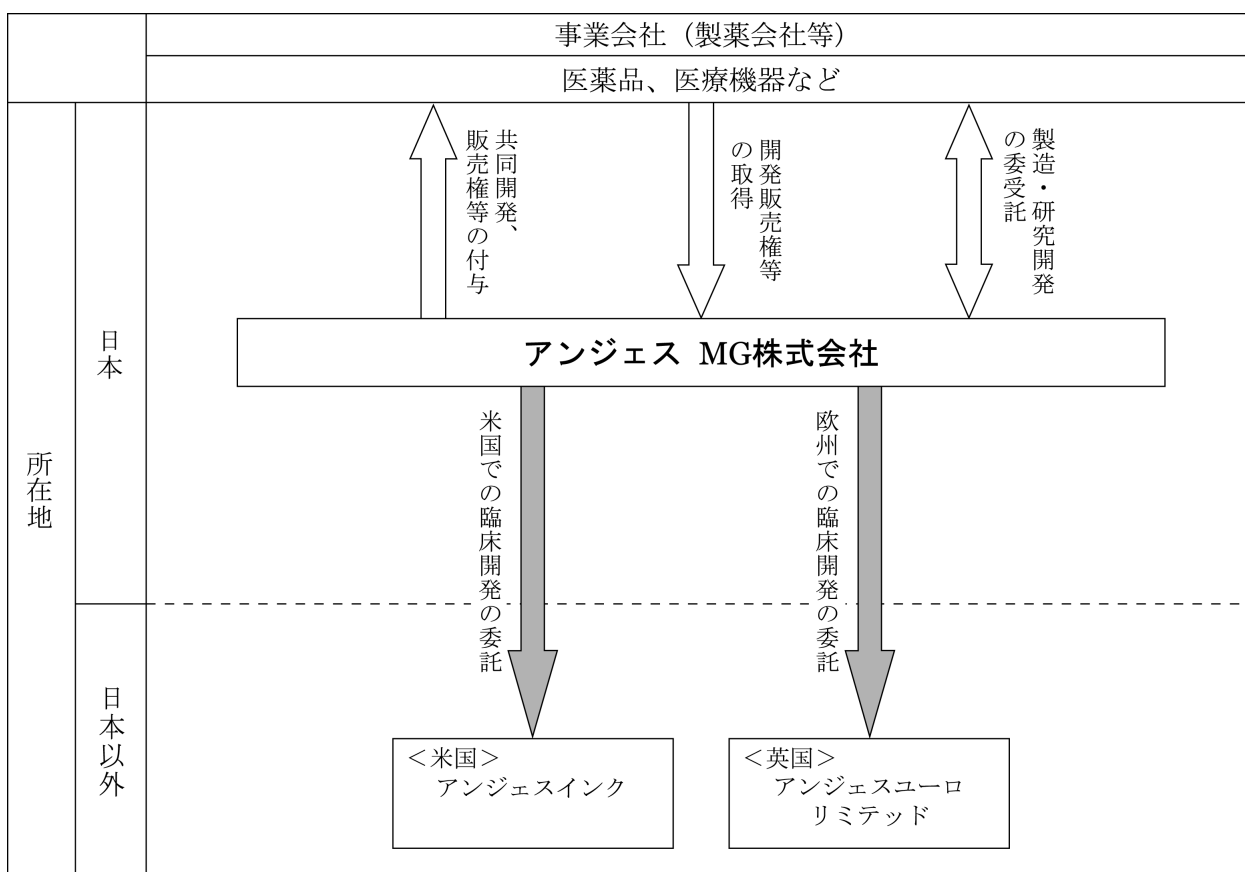 事業会社（製薬会社等）
医薬品、医療機器など
所在地
日本
共同開発、
販売権等の付与
開発販売権等
の取得
製造・研究開発
の委受託
アンジェス MG株式会社
米国での臨床開発の委託
欧州での臨床開発の委託
日本以外
＜米国＞
アンジェスインク
＜英国＞
アンジェスユーロ
リミテッド